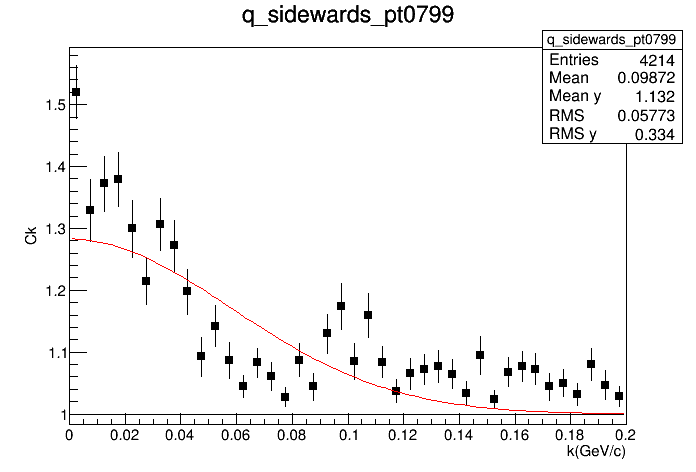 q_sidewards_pt0799
q_sidewards_pt0799
Entries 4214
Mean 0.09872
Mean y 1.132
RMS 0.05773
RMS y 0.334
Ck
1.5
1.4
1.3
1.2
1.1
1
0 0.02 0.04 0.06 0.08 0.1 0.12 0.14 0.16 0.18 0.2
k(GeV/c)